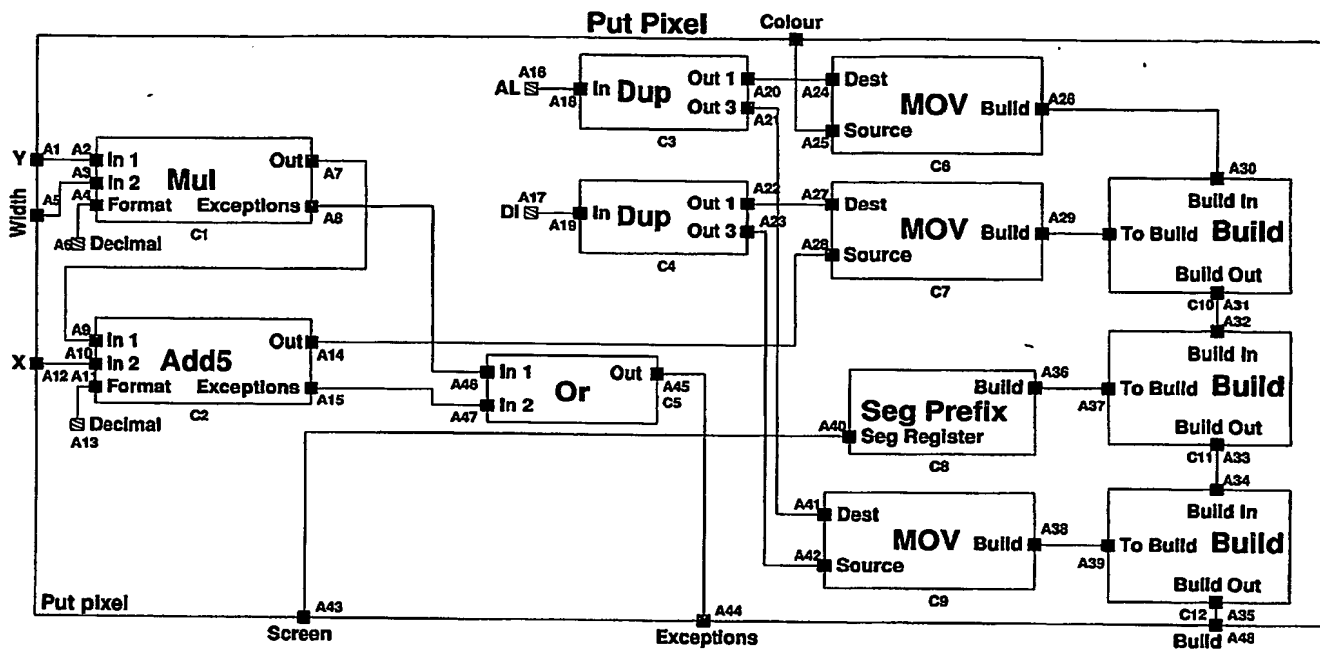 Put Pixel
Colour
A16
AL
A18
In
Dup
Out 1
Out 3
A20
A21
C3
A24
Dest
MOV
Build
A26
Source
A25
C6
Y
A1
A2
In 1
Mul
Out
A7
A3
In 2
A4
Format
Exceptions
A8
A5
Width
A6
Decimal
C1
A17
DI
A19
In
Dup
Out 1
Out 3
A22
A23
C4
A27
Dest
MOV
Build
A29
A28
Source
C7
A30
Build In
To Build
Build
Build Out
C10
A31
A9
In 1
Add5
Out
A14
X
A12
A10
In 2
A11
Format
Exceptions
A15
A13
Decimal
C2
A46
In 1
Or
Out
A45
C5
A47
In 2
A32
Build In
To Build
Build
Build Out
A37
C11
A33
Build
A36
Seg Prefix
A40
Seg Register
C8
A34
Build In
To Build
Build
Build Out
A39
C12
A35
A41
Dest
MOV
Build
A38
A42
Source
C9
Put pixel
A43
Screen
A44
Exceptions
Build
A48